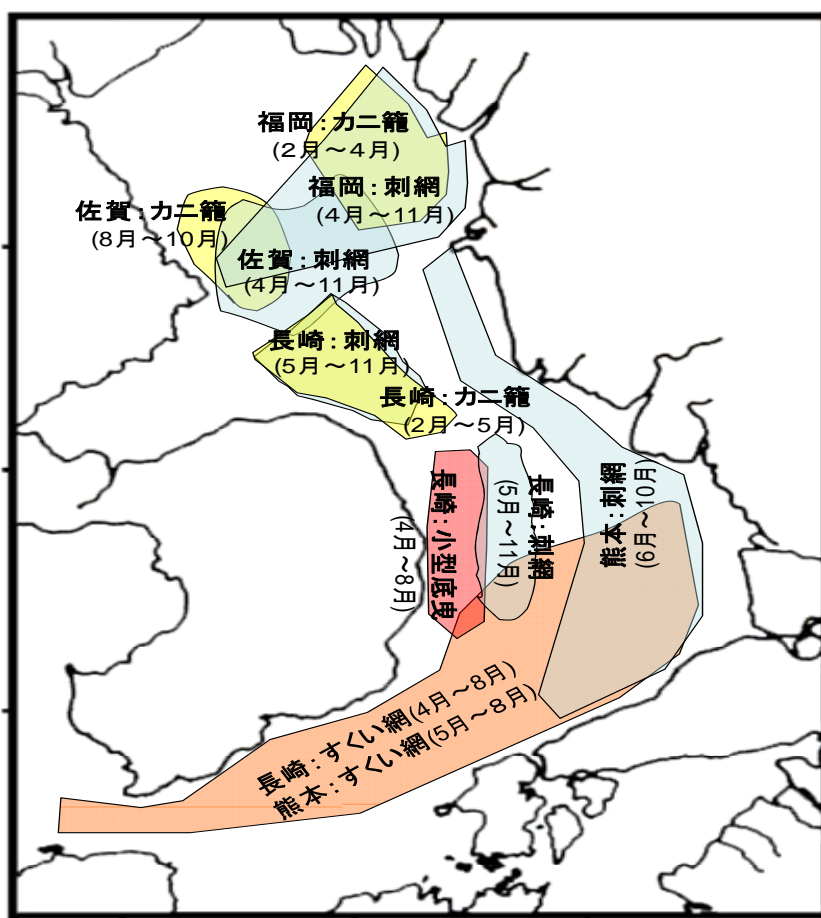 福岡:カニ籠
(2月～4月)
福岡:刺網
(4月～11月)
佐賀:カニ籠
(8月～10月)
佐賀:刺網
(4月～11月)
長崎:刺網
(5月～11月)
長崎:カニ籠
(2月～5月)
長崎:小型底曳
(4月～8月)
長崎:刺網
(5月～11月)
熊本:刺網
(6月～10月)
長崎:すくい網(4月～8月)
熊本:すくい網(5月～8月)